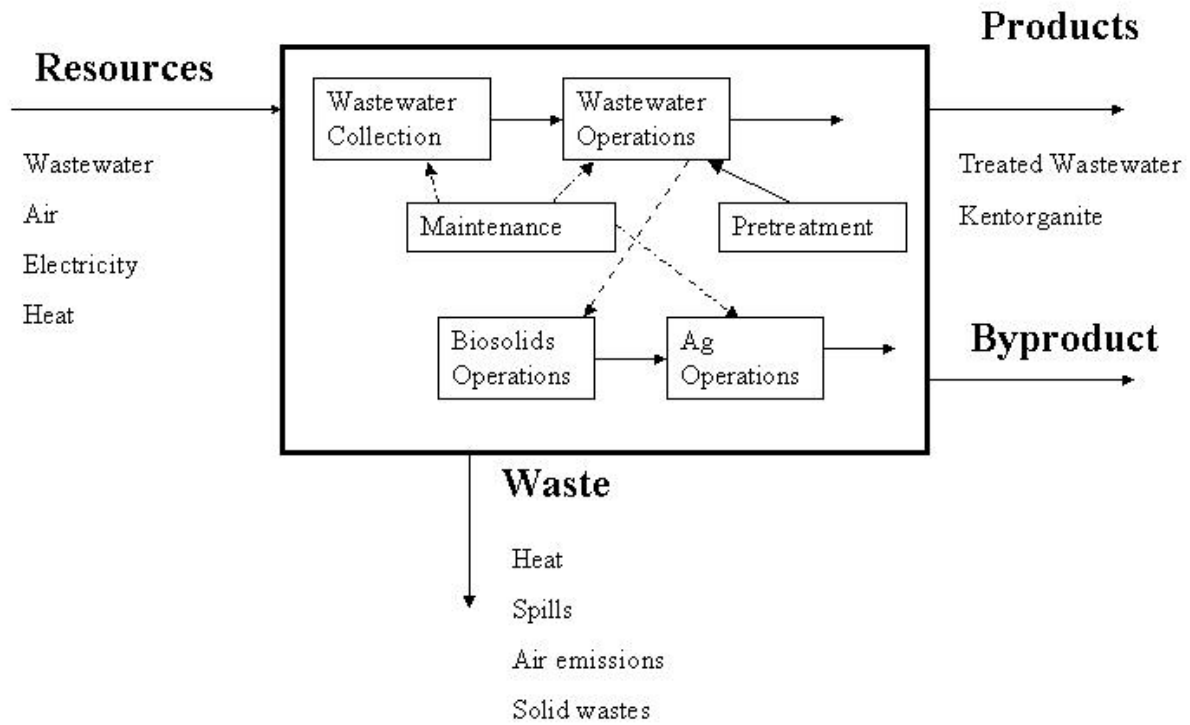 Products
Resources
Wastewater
Collection
Wastewater
Operations
Wastewater
Air
Electricity
Heat
Maintenance
Pretreatment
Treated Wastewater
Kentorganite
Biosolids
Operations
Ag
Operations
Byproduct
Waste
Heat
Spills
Air emissions
Solid wastes